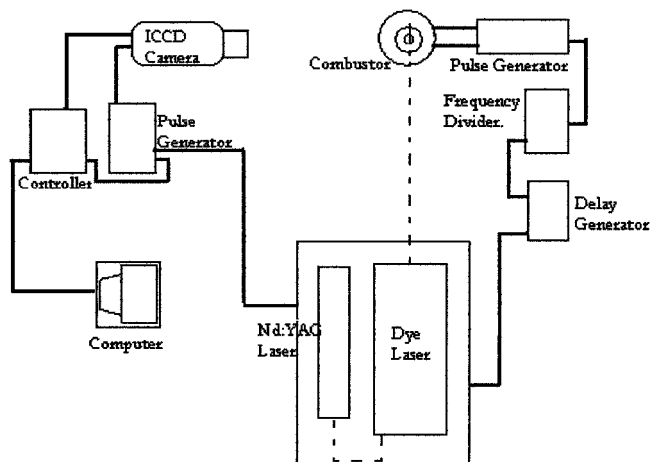 ICCD
Camera
Combustor
Pulse Generator
Frequency
Divider.
Pulse
Generator
Controller
Delay
Generator
Nd:YAG
Laser
Dye
Laser
Computer